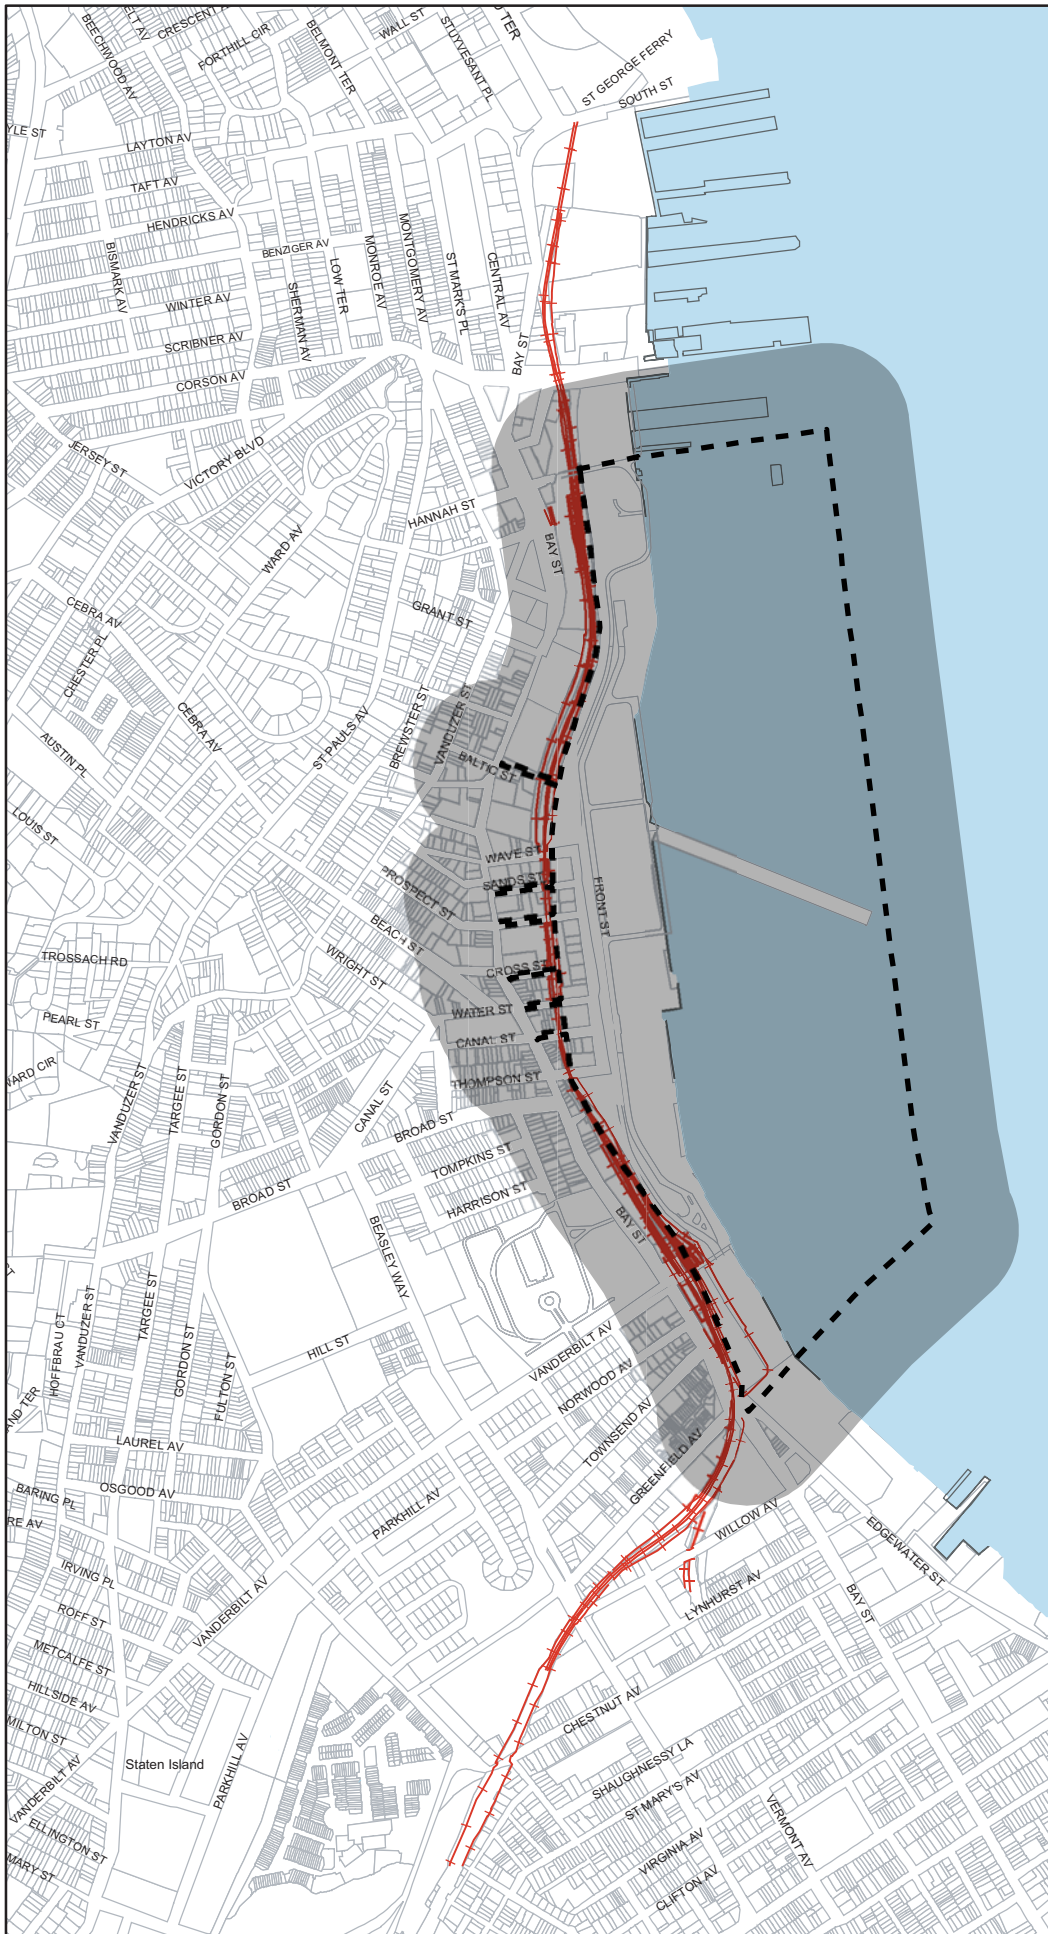 CRESCENT AV
WALL ST
BEECHWOOD AV
FORTHILL CIR
BELMONT TER
STUYVESANT PL
ST GEORGE FERRY
SOUTH ST
YLE ST
LAYTON AV
TAFT AV
HENDRICKS AV
BISMARK AV
BENZIGER AV
LOW TER
SHERMAN AV
MONROE AV
MONTGOMERY AV
ST MARK'S PL
CENTRAL AV
BAY ST
WINTER AV
SCRIBNER AV
CORSON AV
JERSEY ST
VICTORY BLVD
HANNAH ST
WARD AV
BAY ST
CEBRA AV
GRANT ST
CHESTER PL
CEBRA AV
ST PAULS AV
BREWSTER ST
VANDUZER ST
BALTIC ST
AUSTIN PL
LOUIS ST
WAVE ST
SANDS ST
PROSPECT ST
FRONT ST
BEACH ST
WRIGHT ST
TROSSACH RD
CROSS ST
WATER ST
PEARL ST
CANAL ST
WARD CIR
VANDUZER ST
TARGEE ST
GORDON ST
CANAL ST
THOMPSON ST
BROAD ST
TOMPKINS ST
BROAD ST
HARRISON ST
BAY ST
BEASLEY WAY
HOFFBRAU CT
VANDUZER ST
TARGEE ST
GORDON ST
FULTON ST
HILL ST
VANDERBILT AV
NORWOOD AV
TOWNSEND AV
GREENFIELD AV
AND TER
LAUREL AV
OSGOOD AV
BARING PL
RE AV
PARKHILL AV
WILLOW AV
EDGEWATER ST
IRVING PL
ROFF ST
VANDERBILT AV
LYNHURST AV
BAY ST
METCALFE ST
HILLSIDE AV
MILTON ST
CHESTNUT AV
VANDERBILT AV
Staten Island
PARKHILL AV
SHAUGHNESSY LA
ST MARY'S AV
VERMONT AV
ELLINGTON ST
MARY ST
VIRGINIA AV
CLIFTON AV